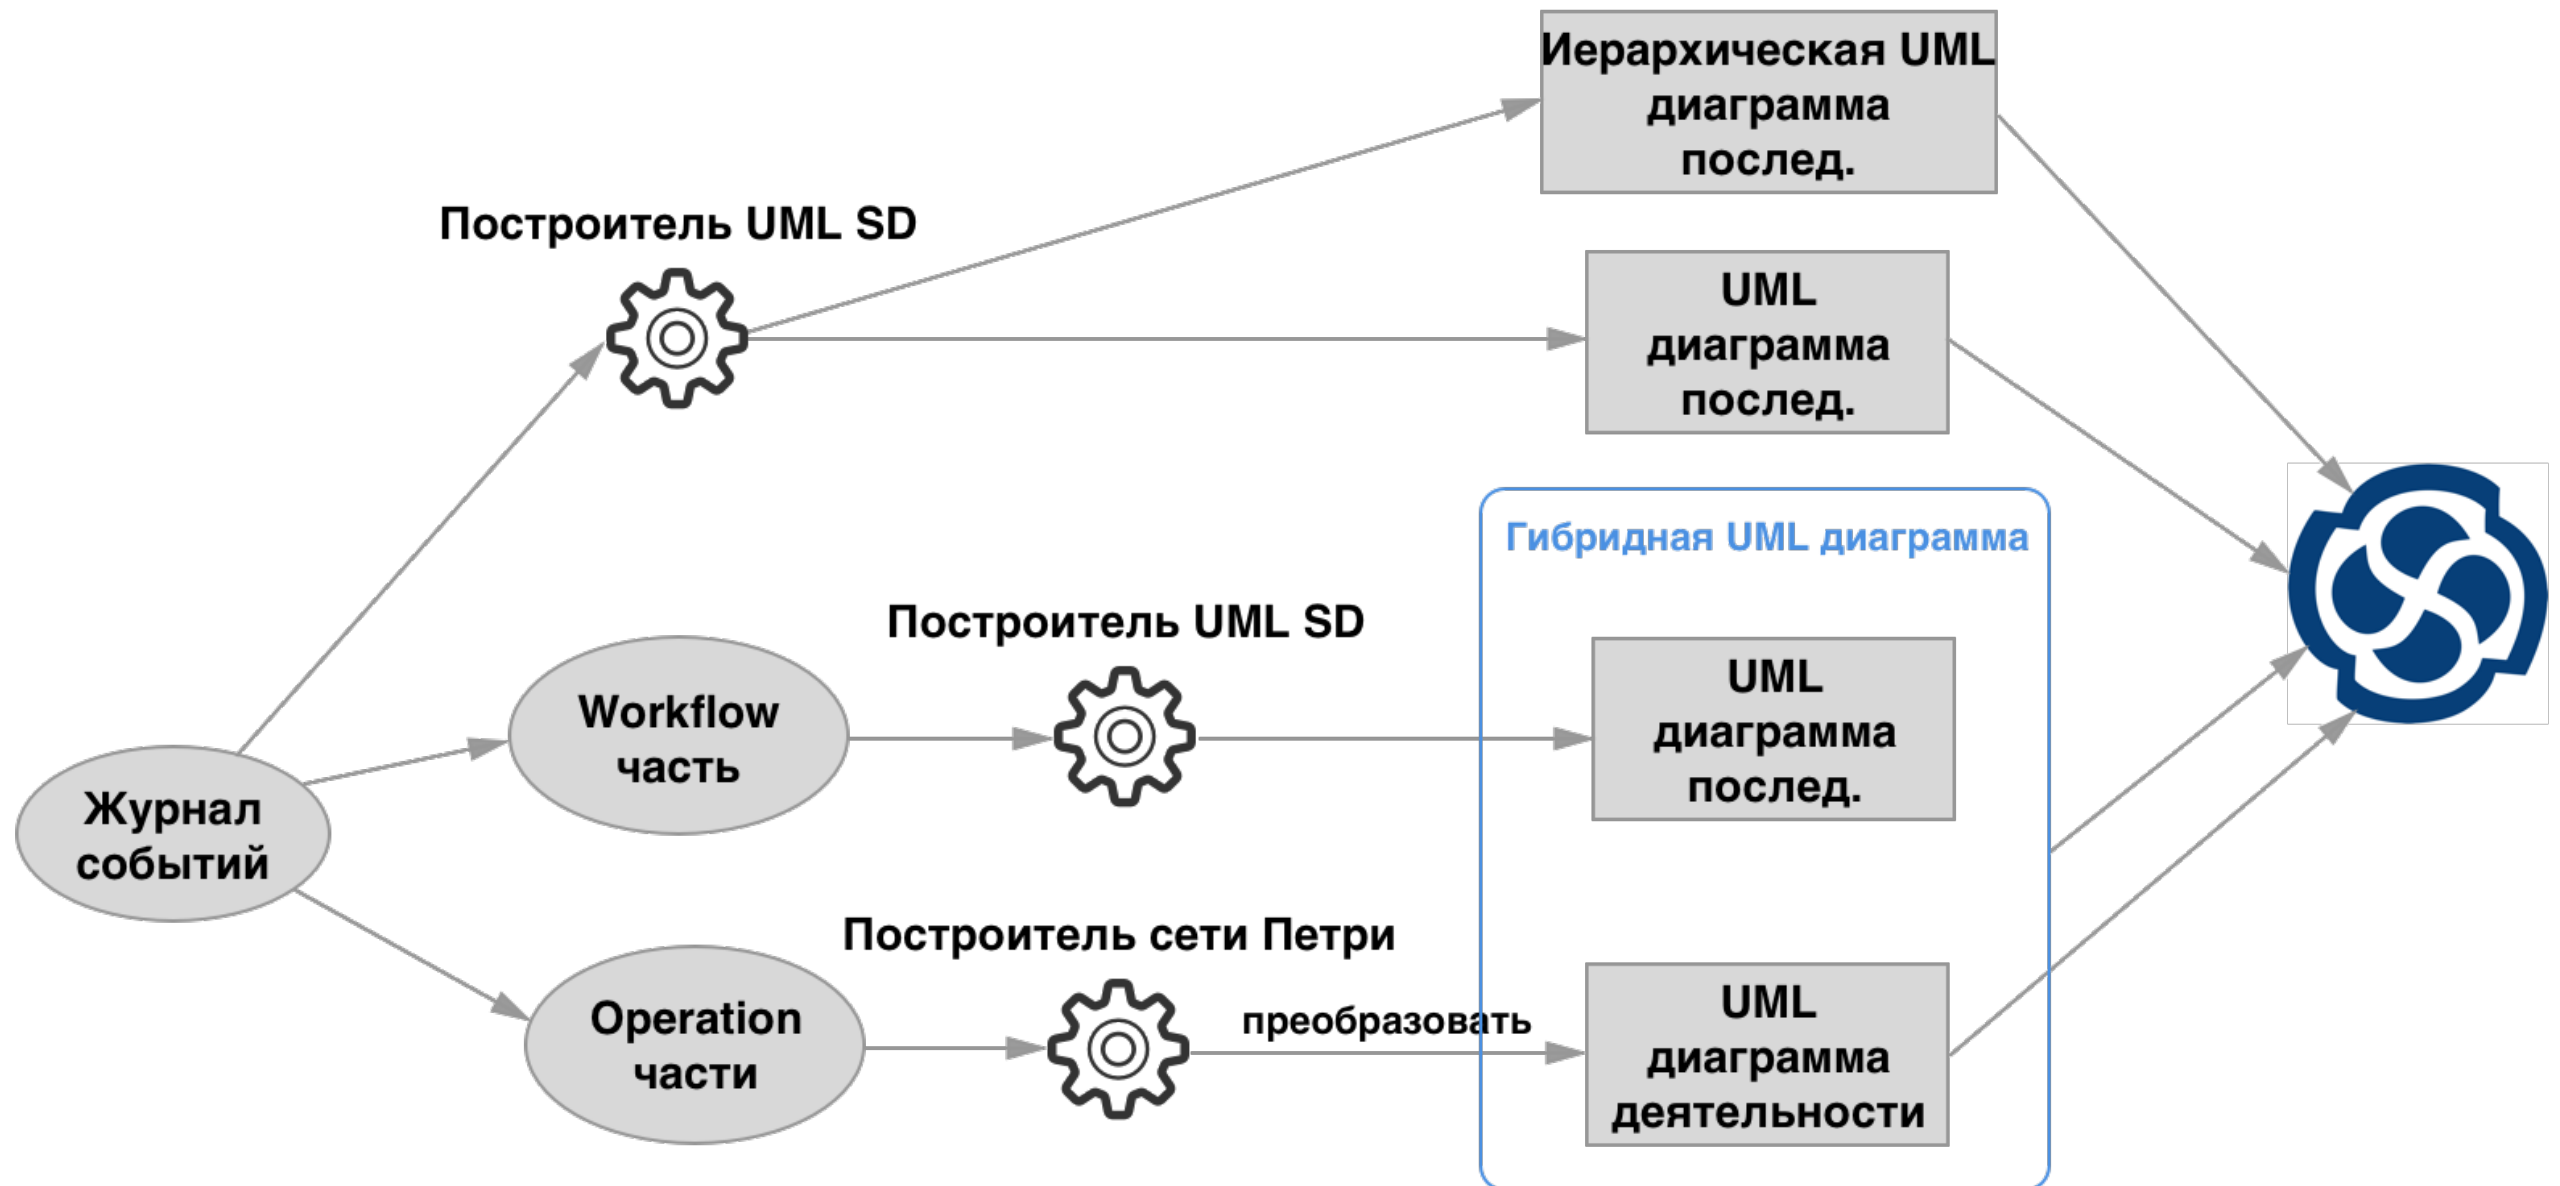 Иерархическая UML
диаграмма
послед.
Построитель UML SD
UML
диаграмма
послед.
Гибридная UML диаграмма
Построитель UML SD
UML
диаграмма
послед.
Workflow
часть
Журнал
событий
Построитель сети Петри
Operation
части
преобразовать
UML
диаграмма
деятельности